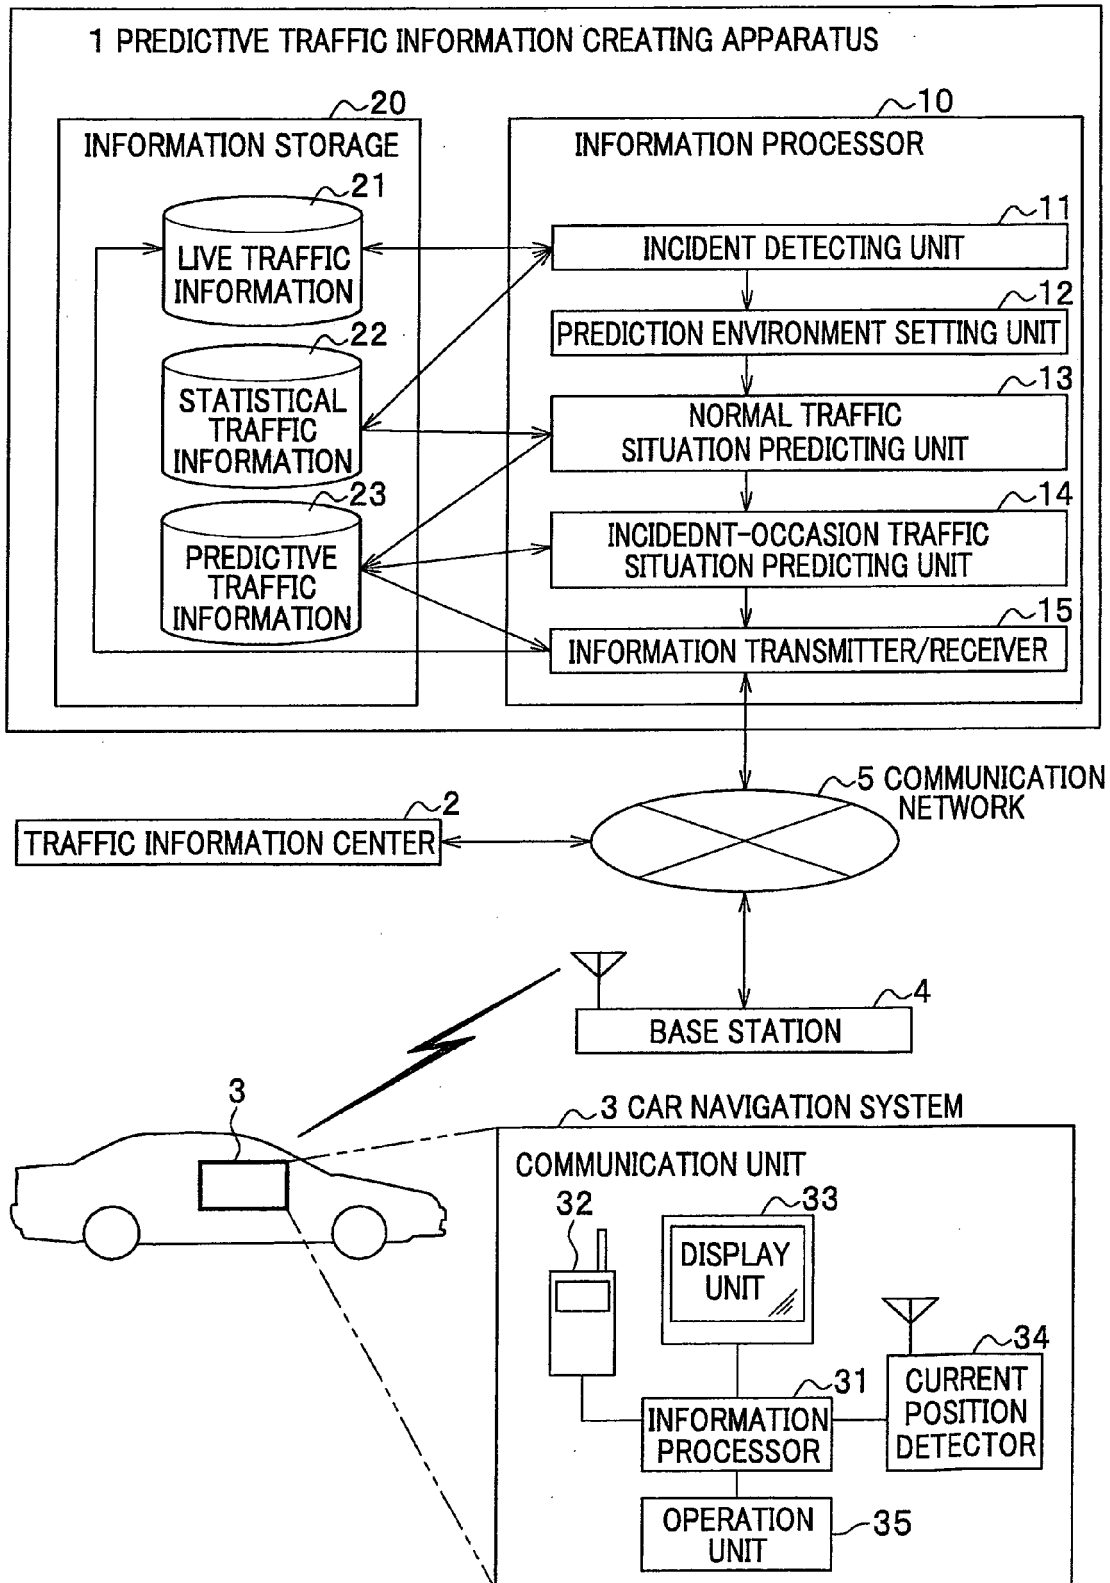 1 PREDICTIVE TRAFFIC INFORMATION CREATING APPARATUS
20
INFORMATION STORAGE
21
LIVE TRAFFIC
INFORMATION
22
STATISTICAL
TRAFFIC
INFORMATION
23
PREDICTIVE
TRAFFIC
INFORMATION
10
INFORMATION PROCESSOR
11
INCIDENT DETECTING UNIT
12
PREDICTION ENVIRONMENT SETTING UNIT
13
NORMAL TRAFFIC
SITUATION PREDICTING UNIT
14
INCIDEDNT-OCCASION TRAFFIC
SITUATION PREDICTING UNIT
15
INFORMATION TRANSMITTER/RECEIVER
5 COMMUNICATION
NETWORK
2
TRAFFIC INFORMATION CENTER
4
BASE STATION
3
3 CAR NAVIGATION SYSTEM
COMMUNICATION UNIT
32
33
DISPLAY
UNIT
34
CURRENT
POSITION
DETECTOR
31
INFORMATION
PROCESSOR
OPERATION
UNIT
35